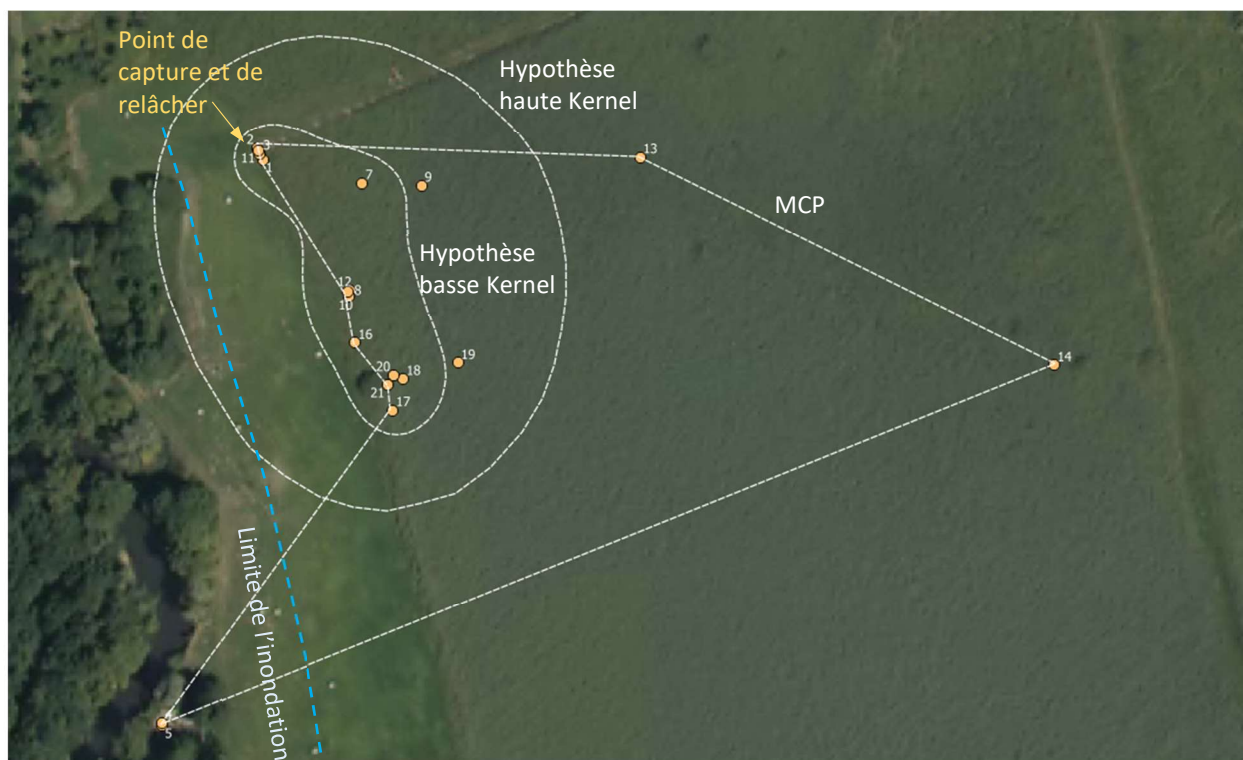 Point de
capture et de
relâcher
Hypothèse
haute Kernel
2
3
11
1
7
9
13
MCP
Hypothèse
basse Kernel
12
8
10
16
20
18
19
21
17
14
5
Limite de l'inondation